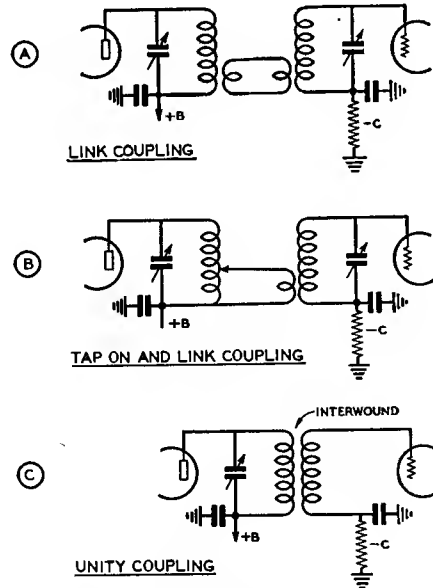 A
+B
-C
LINK COUPLING
B
+B
-C
TAP ON AND LINK COUPLING
INTERWOUND
C
+B
-C
UNITY COUPLING